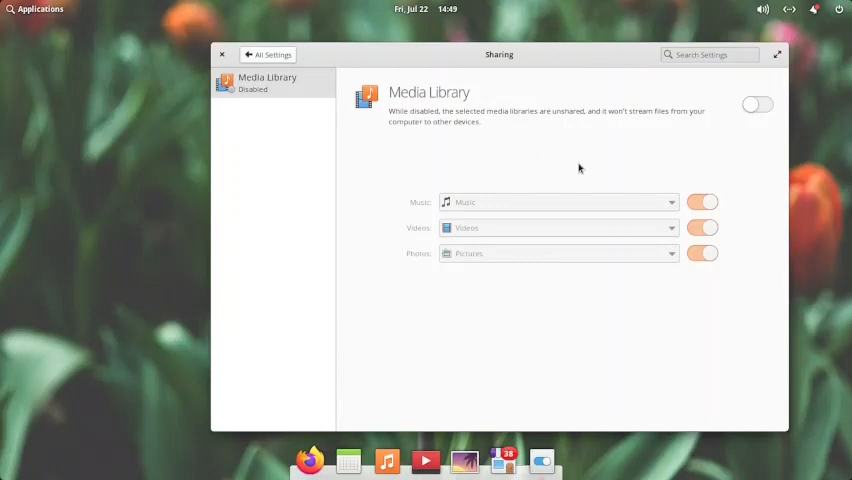 Applications
Fri, Jul 22 14:49
All Settings
Sharing
Search Settings
Media Library
Disabled
Media Library
While disabled, the selected media libraries are unshared, and it won't stream files from your
computer to other devices.
Music: Music
Videos: Videos
Photos: Pictures
38